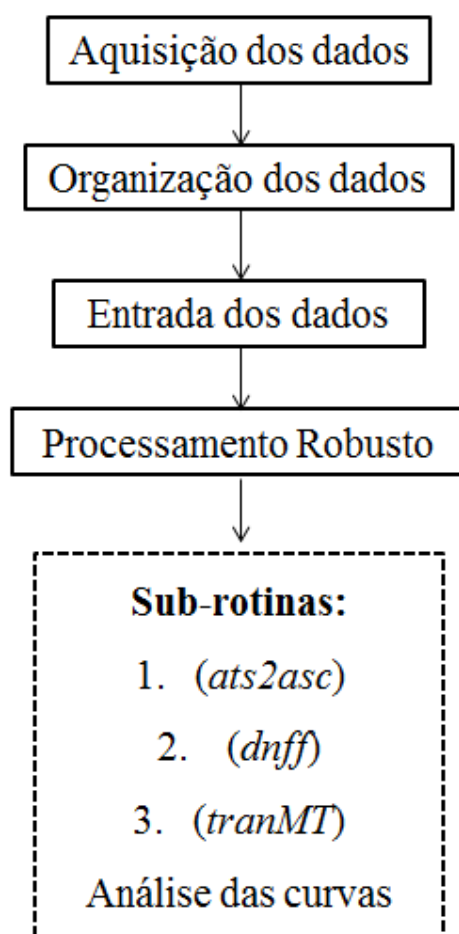 Aquisição dos dados
Organização dos dados
Entrada dos dados
Processamento Robusto
Sub-rotinas:
1. (ats2asc)
2. (dnff)
3. (tranMT)
Análise das curvas